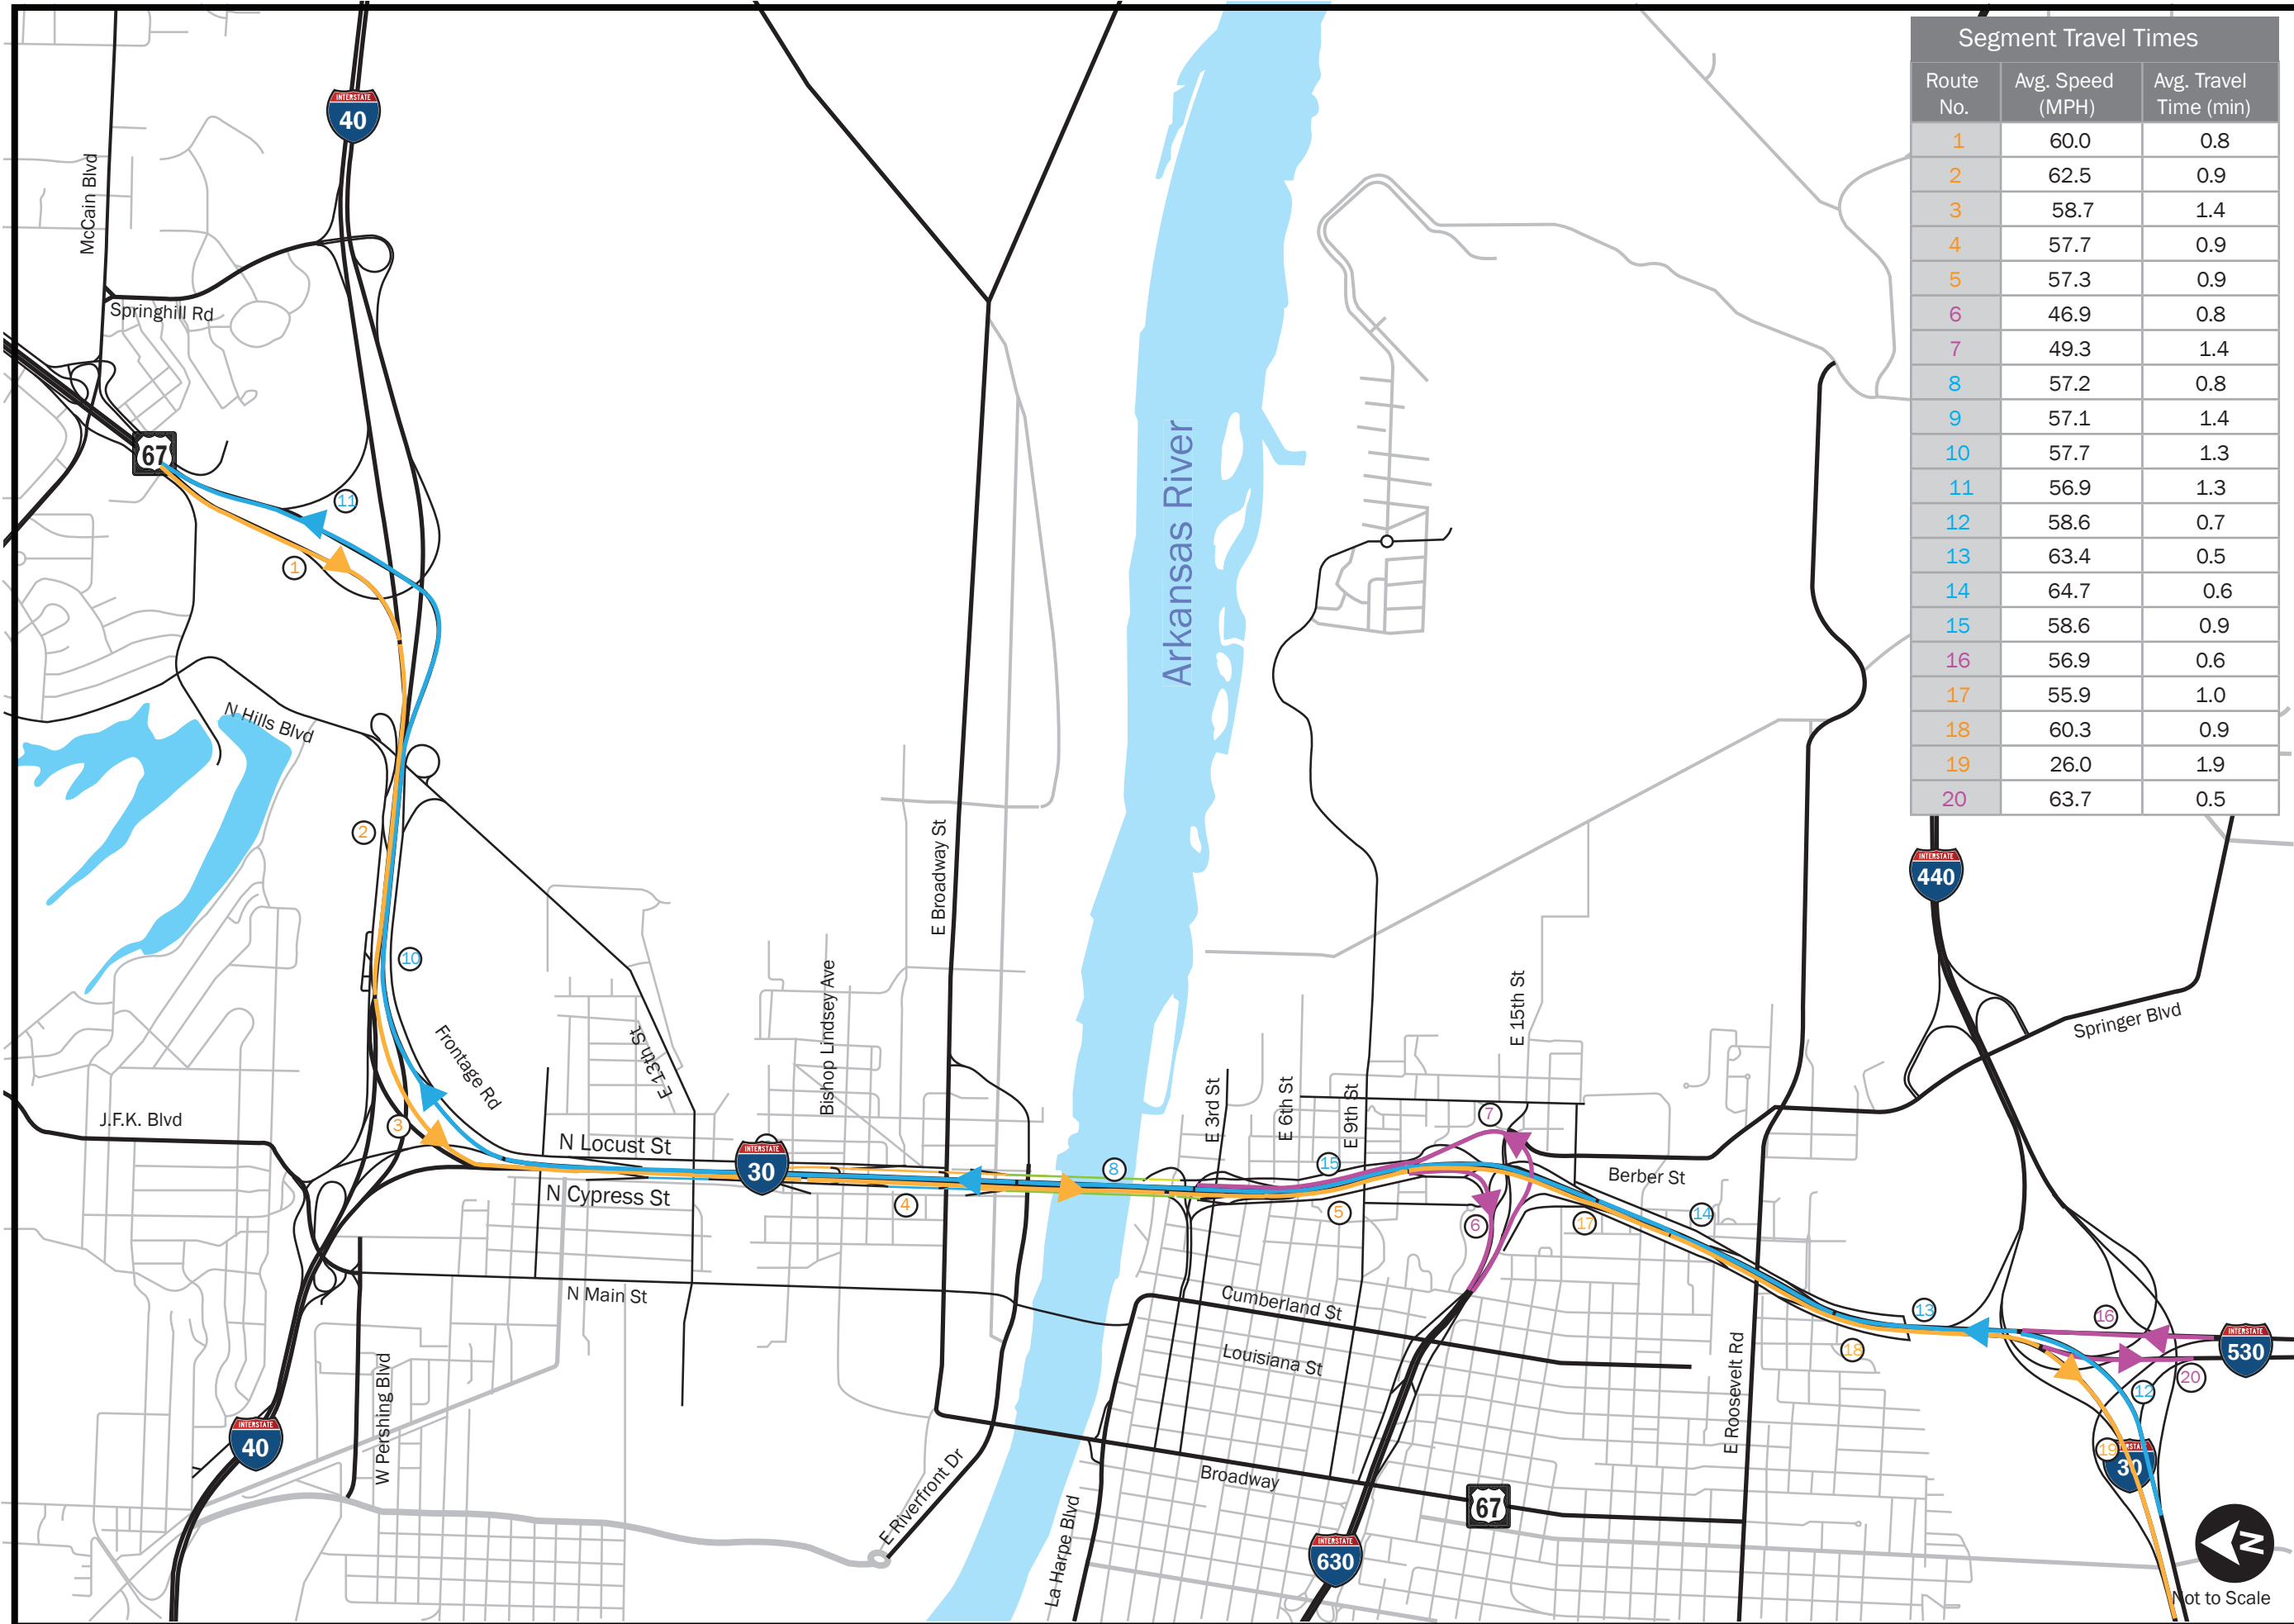 Segment Travel Times
Route No. Avg. Speed (MPH) Avg. Travel Time (min)
1 60.0 0.8
2 62.5 0.9
3 58.7 1.4
4 57.7 0.9
5 57.3 0.9
6 46.9 0.8
7 49.3 1.4
8 57.2 0.8
9 57.1 1.4
10 57.7 1.3
11 56.9 1.3
12 58.6 0.7
13 63.4 0.5
14 64.7 0.6
15 58.6 0.9
16 56.9 0.6
17 55.9 1.0
18 60.3 0.9
19 26.0 1.9
20 63.7 0.5
INTERSTATE
40
McCain Blvd
Springhill Rd
67
11
1
N Hills Blvd
2
10
Frontage Rd
3
J.F.K. Blvd
E 13th St
Bishop Lindsey Ave
E Broadway St
Arkansas River
N Locust St
INTERSTATE
30
N Cypress St
4
8
N Main St
W Pershing Blvd
INTERSTATE
40
E Riverfront Dr
La Harpe Blvd
E 3rd St
E 6th St
E 9th St
E 15th St
15
5
7
6
17
14
Berber St
Cumberland St
Louisiana St
Broadway
67
INTERSTATE
630
E Roosevelt Rd
INTERSTATE
440
Springer Blvd
13
18
16
INTERSTATE
530
20
12
19
30
N
Not to Scale